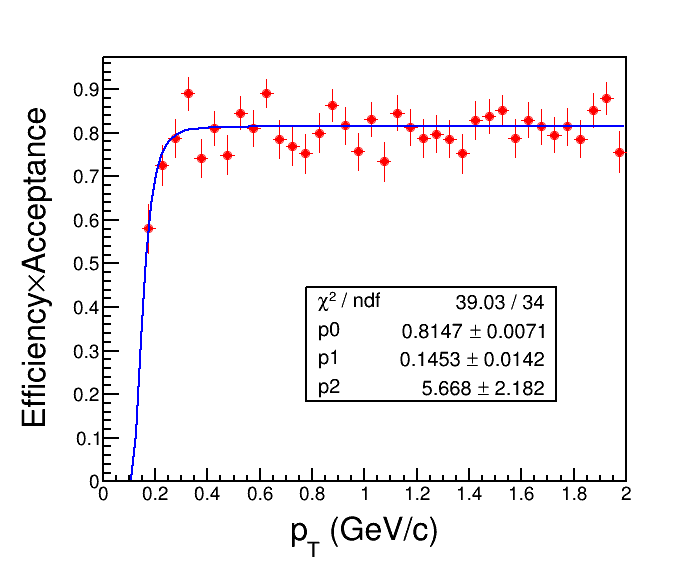 Efficiency×Acceptance
0.9
0.8
0.7
0.6
0.5
0.4
0.3
0.2
0.1
0
χ² / ndf 39.03 / 34
p0 0.8147 ± 0.0071
p1 0.1453 ± 0.0142
p2 5.668 ± 2.182
0 0.2 0.4 0.6 0.8 1 1.2 1.4 1.6 1.8 2
p_T (GeV/c)